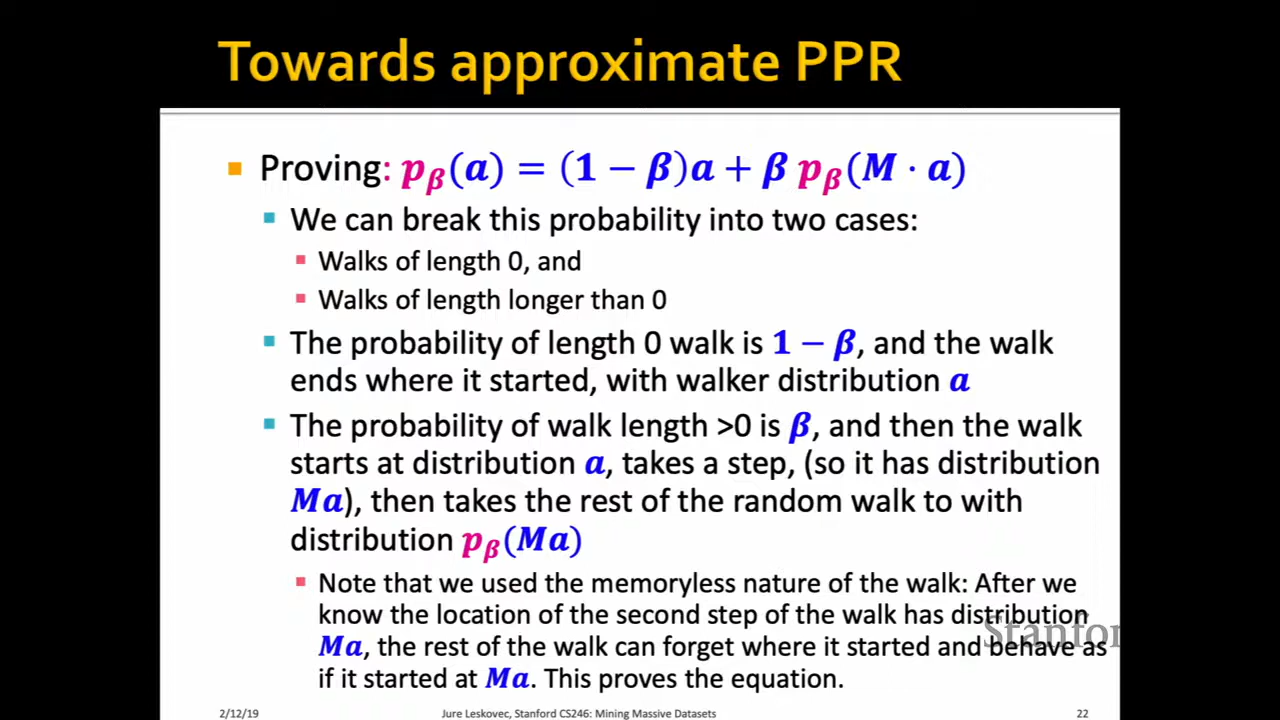 Towards approximate PPR
Proving: pβ(a) = (1 − β)a + β pβ(M · a)
We can break this probability into two cases:
Walks of length 0, and
Walks of length longer than 0
The probability of length 0 walk is 1 − β, and the walk
ends where it started, with walker distribution a
The probability of walk length >0 is β, and then the walk
starts at distribution a, takes a step, (so it has distribution
Ma), then takes the rest of the random walk to with
distribution pβ(Ma)
Note that we used the memoryless nature of the walk: After we
know the location of the second step of the walk has distribution
Ma, the rest of the walk can forget where it started and behave as
if it started at Ma. This proves the equation.
Stanfor
2/12/19
Jure Leskovec, Stanford CS246: Mining Massive Datasets
22